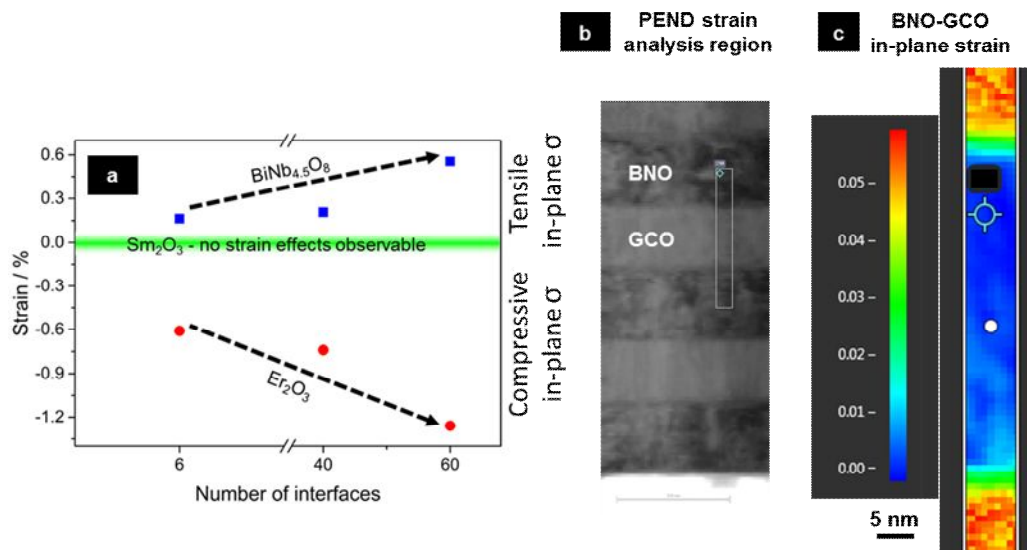 b
PEND strain
analysis region
c
BNO-GCO
in-plane strain
a
0.6
0.3
0.0
-0.3
-0.6
-0.9
-1.2
Strain / %
BiNb4.5O8
Sm2O3 - no strain effects observable
Er2O3
6
40
60
Number of interfaces
Tensile
in-plane σ
Compressive
in-plane σ
BNO
GCO
0.05
0.04
0.03
0.02
0.01
0.00
5 nm